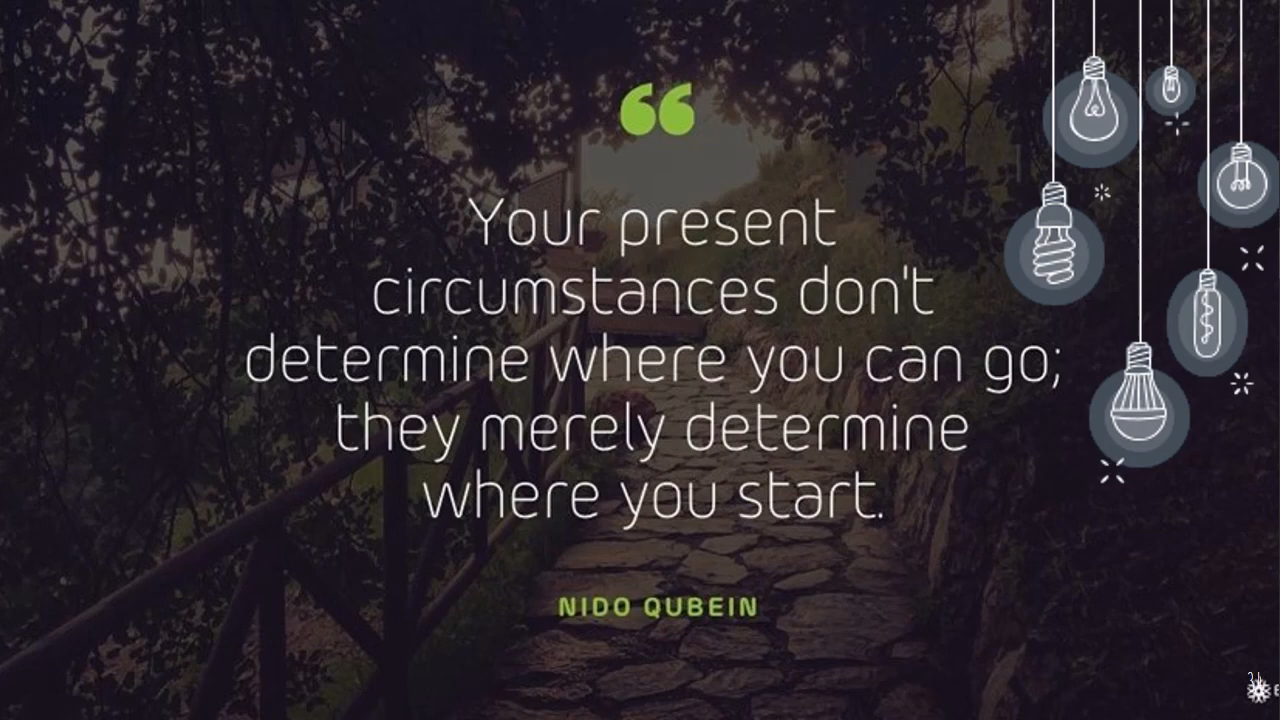 Your present
circumstances don't
determine where you can go;
they merely determine
where you start.
NIDO QUBEIN